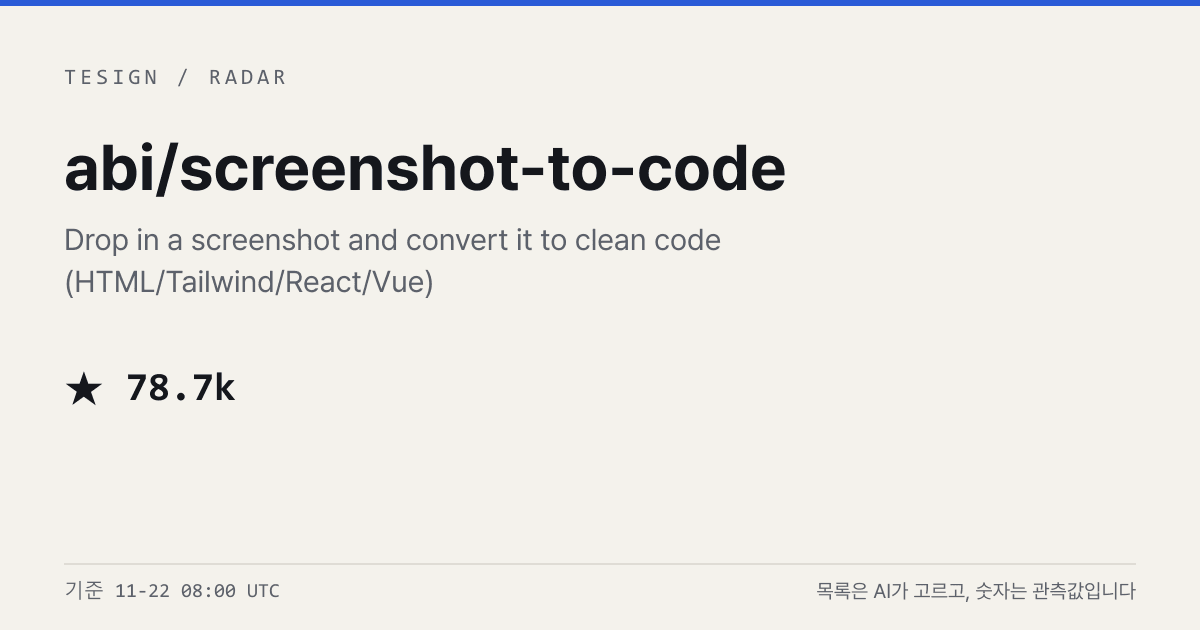 TESIGN / RADAR
abi/screenshot-to-code
Drop in a screenshot and convert it to clean code
(HTML/Tailwind/React/Vue)
★ 78.7k
기준 11-22 08:00 UTC
목록은 AI가 고르고, 숫자는 관측값입니다